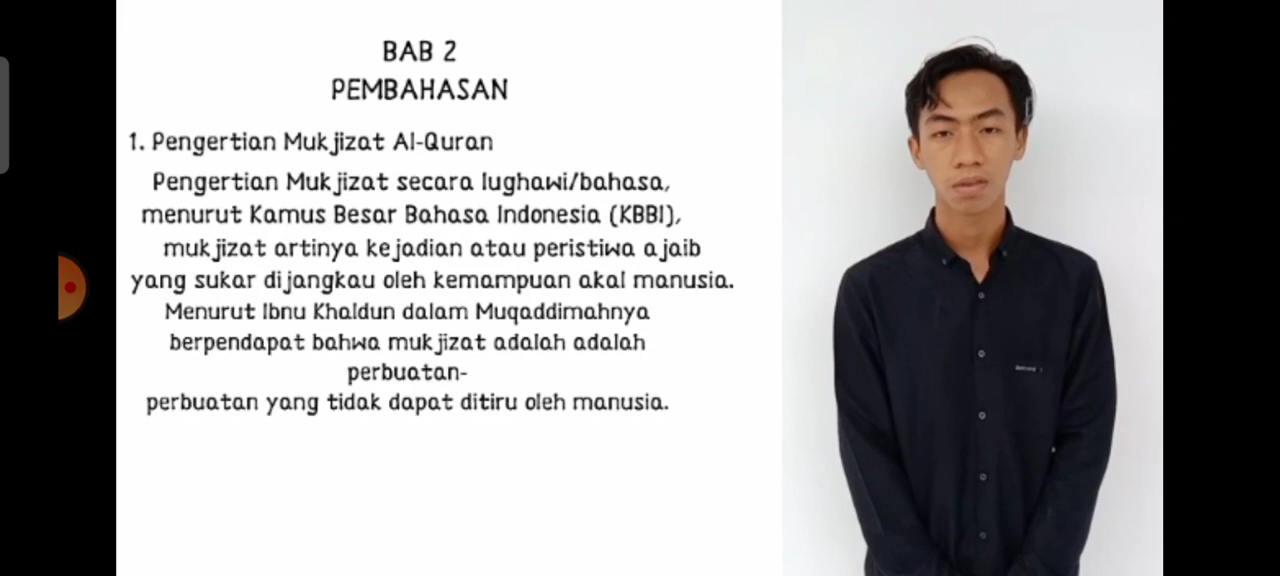 BAB 2
PEMBAHASAN
1. Pengertian Mukjizat Al-Quran
Pengertian Mukjizat secara lughawi/bahasa,
menurut Kamus Besar Bahasa Indonesia (KBBI),
mukjizat artinya kejadian atau peristiwa ajaib
yang sukar dijangkau oleh kemampuan akal manusia.
Menurut Ibnu Khaldun dalam Muqaddimahnya
berpendapat bahwa mukjizat adalah adalah
perbuatan-
perbuatan yang tidak dapat ditiru oleh manusia.